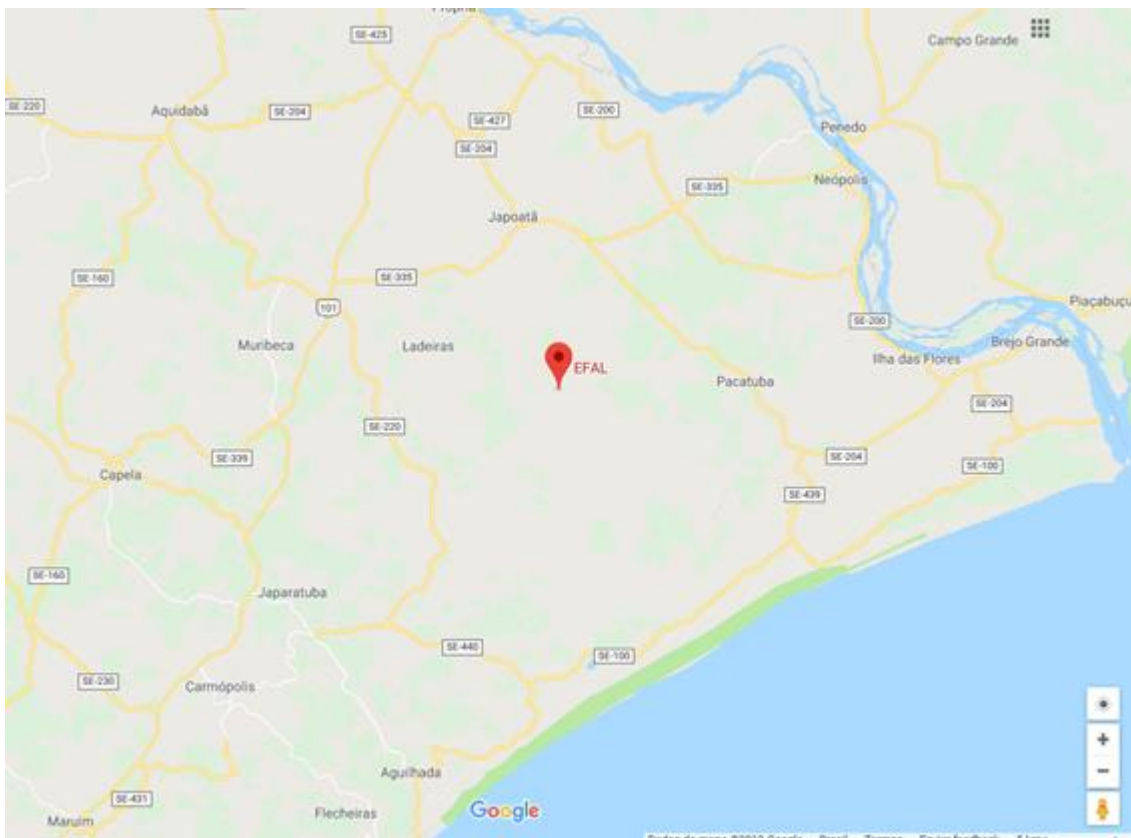 SE-425
Campo Grande
SE-220
Aquidabã
SE-204
SE-427
SE-200
SE-204
Penedo
SE-335
Neópolis
Japoatã
SE-160
SE-335
101
Piaçabuçu
SE-200
Muribeca
Ladeiras
Ilha das Flores
Brejo Grande
EFAL
Pacatuba
SE-204
SE-220
SE-339
SE-204
SE-100
Capela
SE-439
SE-160
Japaratuba
SE-440
SE-100
SE-230
Carmópolis
Aguilhada
SE-431
Flecheiras
Google
Maruim